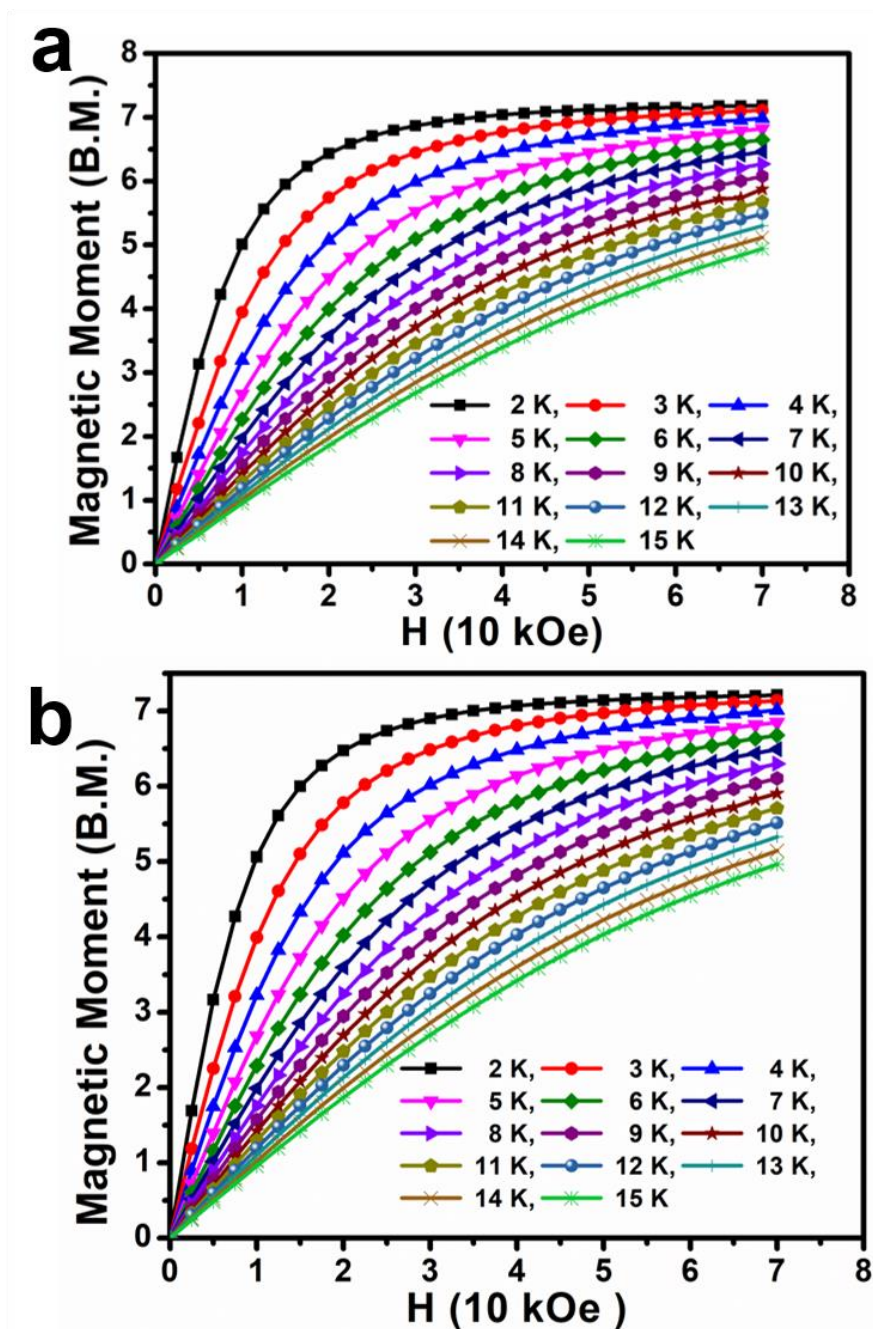 a
Magnetic Moment (B.M.)
8
7
6
5
4
3
2
1
0
2 K, 3 K, 4 K,
5 K, 6 K, 7 K,
8 K, 9 K, 10 K,
11 K, 12 K, 13 K,
14 K, 15 K
0 1 2 3 4 5 6 7 8
H (10 kOe)
b
Magnetic Moment (B.M.)
7
6
5
4
3
2
1
0
2 K, 3 K, 4 K,
5 K, 6 K, 7 K,
8 K, 9 K, 10 K,
11 K, 12 K, 13 K,
14 K, 15 K
0 1 2 3 4 5 6 7 8
H (10 kOe )